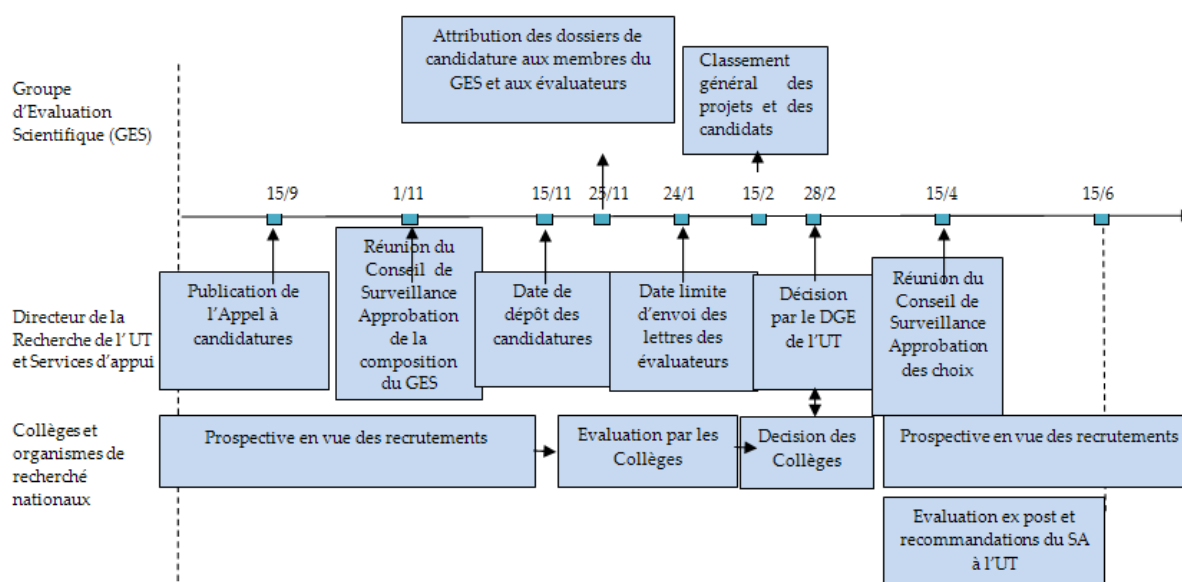 Attribution des dossiers de
candidature aux membres du
GES et aux évaluateurs
Classement
général des
projets et des
candidats
Groupe
d'Evaluation
Scientifique (GES)
15/9
1/11
15/11
25/11
24/1
15/2
28/2
15/4
15/6
Directeur de la
Recherche de l' UT
et Services d'appui
Publication de
l'Appel à
candidatures
Réunion du
Conseil de
Surveillance
Approbation
de la
composition
du GES
Date de
dépôt des
candidatures
Date limite
d'envoi des
lettres des
évaluateurs
Décision
par le DGE
de l'UT
Réunion du
Conseil de
Surveillance
Approbation
des choix
Collèges et
organismes de
recherché
nationaux
Prospective en vue des recrutements
Evaluation par les
Collèges
Decision des
Collèges
Prospective en vue des recrutements
Evaluation ex post et
recommandations du SA
à l'UT